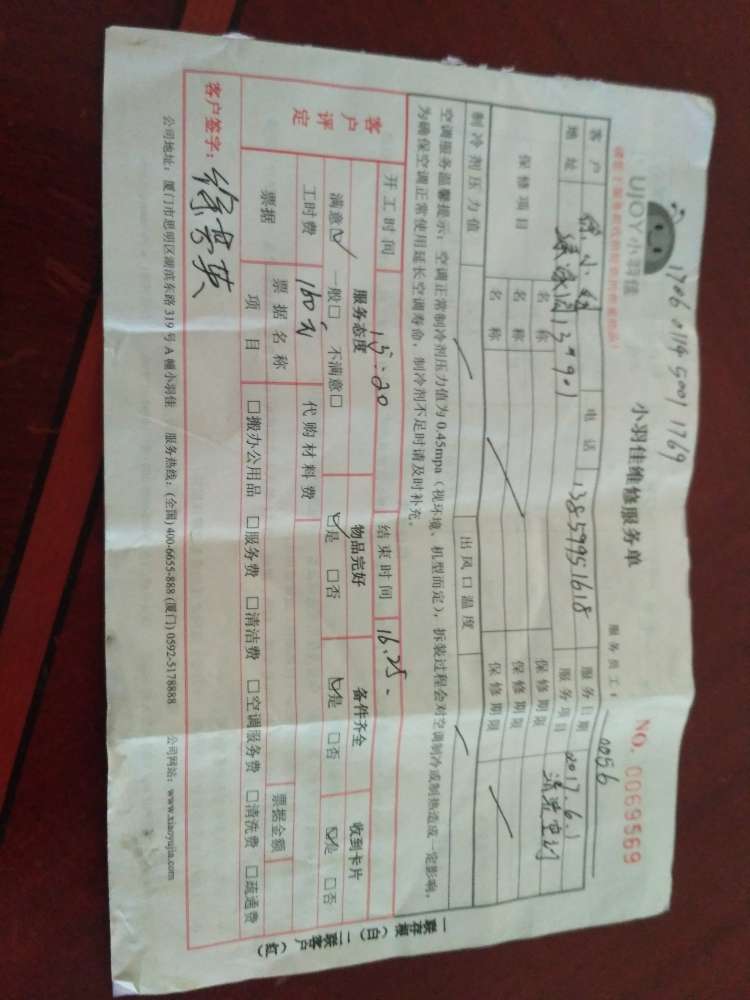 1706 0114 5001 1769
UJOY小羽佳
小羽佳维修服务单
NO. 0069569
服务员工: 0056
客户 徐小姐 电话 13859951618 服务日期 2017.6.1
地址 139901 服务项目 清洗空调
保修项目 名称 保修期限
名称 保修期限
名称 保修期限
制冷剂压力值 出风口温度
空调服务温馨提示:空调正常制冷剂压力值为0.45mpa(视环境、机型而定),拆装过程会对空调制冷或制热造成一定影响,
为确保空调正常使用延长空调寿命,制冷剂不足时请及时补充。
开工时间 15:20 结束时间 16.25
客户评定 服务态度 物品完好 备件齐全 收到卡片
满意☑ 一般□ 不满意□ ☑是 □否 ☑是 □否 ☑是 □否
工时费 160元 代购材料费
票据 票据名称 票据金额
项目 □搬办公用品 □服务费 □清洁费 □空调服务费 □清洗费 □疏通费
客户签字:
公司地址:厦门市思明区湖滨东路319号A幢小羽佳 服务热线:(全国)400-6655-888 (厦门)0592-5178888 公司网站:www.xiaoyujia.com
一联存根(白) 二联客户(红)